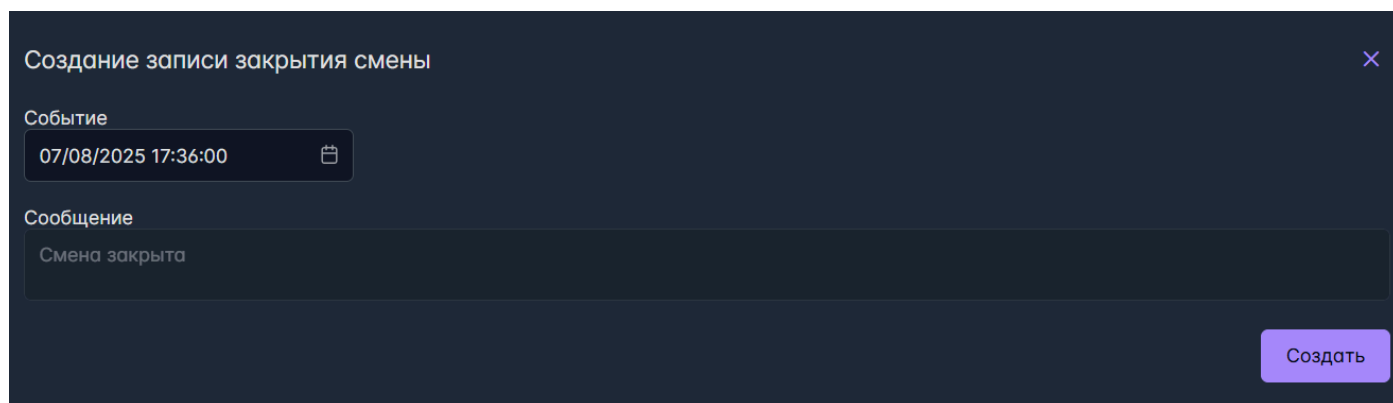 Создание записи закрытия смены
Событие
07/08/2025 17:36:00
Сообщение
Смена закрыта
Создать